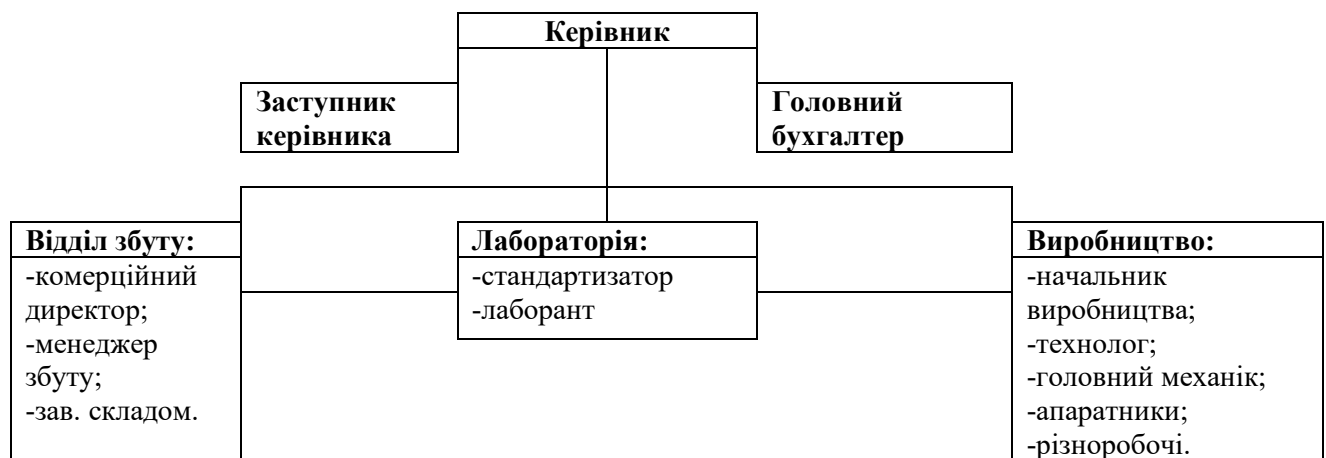 Керівник
Заступник
керівника
Головний
бухгалтер
Відділ збуту:
-комерційний
директор;
-менеджер
збуту;
-зав. складом.
Лабораторія:
-стандартизатор
-лаборант
Виробництво:
-начальник
виробництва;
-технолог;
-головний механік;
-апаратники;
-різноробочі.